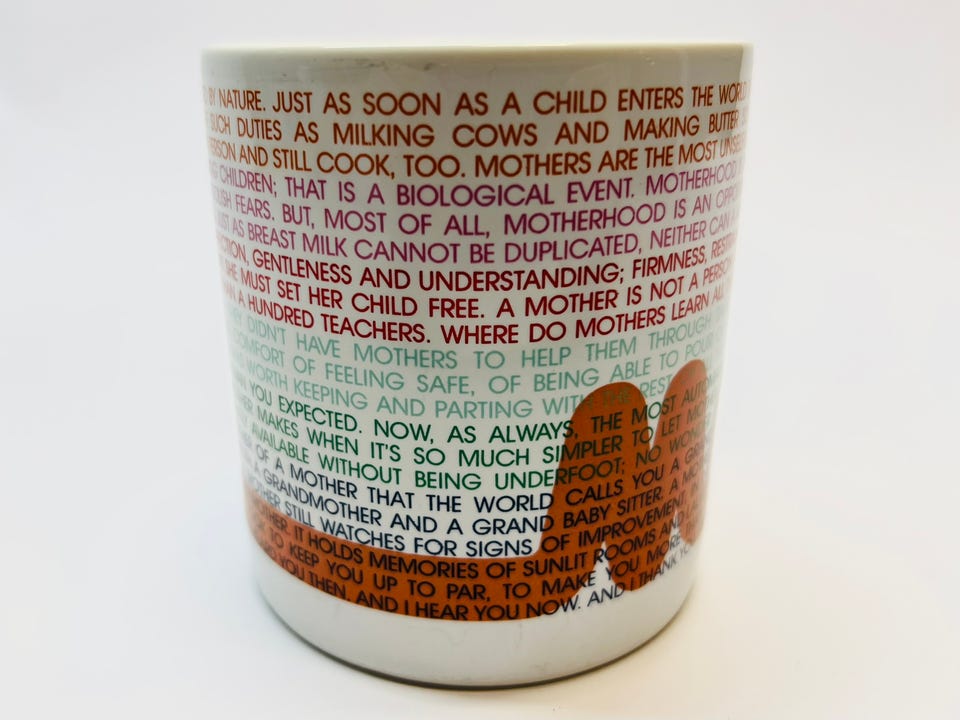 BY NATURE. JUST AS SOON AS A CHILD ENTERS THE WORLD
SUCH DUTIES AS MILKING COWS AND MAKING BUTTER
AND STILL COOK, TOO. MOTHERS ARE THE MOST
CHILDREN; THAT IS A BIOLOGICAL EVENT. MOTHERHOOD
FEARS. BUT, MOST OF ALL, MOTHERHOOD IS AN
AS BREAST MILK CANNOT BE DUPLICATED, NEITHER CAN A
GENTLENESS AND UNDERSTANDING; FIRMNESS,
SHE MUST SET HER CHILD FREE. A MOTHER IS NOT A
A HUNDRED TEACHERS. WHERE DO MOTHERS LEARN ALL
DIDN'T HAVE MOTHERS TO HELP THEM THROUGH
COMFORT OF FEELING SAFE, OF BEING ABLE TO POUR
WORTH KEEPING AND PARTING WITH THE REST
YOU EXPECTED. NOW, AS ALWAYS, THE MOST
MAKES WHEN IT'S SO MUCH SIMPLER TO LET
AVAILABLE WITHOUT BEING UNDERFOOT; NO
OF A MOTHER THAT THE WORLD CALLS YOU A
A GRANDMOTHER AND A GRAND BABY SITTER. A
STILL WATCHES FOR SIGNS OF IMPROVEMENT
IT HOLDS MEMORIES OF SUNLIT ROOMS AND
TO KEEP YOU UP TO PAR, TO MAKE YOU MORE
YOU THEN, AND I HEAR YOU NOW. AND I THANK